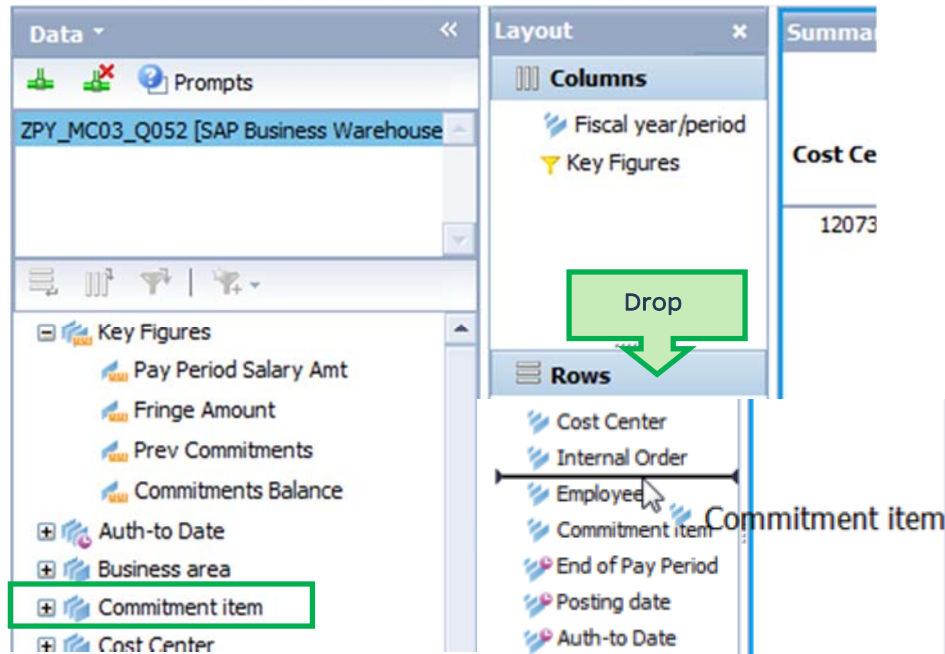 Data
Prompts
ZPY_MC03_Q052 [SAP Business Warehouse
Key Figures
Pay Period Salary Amt
Fringe Amount
Prev Commitments
Commitments Balance
Auth-to Date
Business area
Commitment item
Cost Center
Layout
Columns
Fiscal year/period
Key Figures
Drop
Rows
Cost Center
Internal Order
Employee
Commitment item
Commitment item
End of Pay Period
Posting date
Auth-to Date
Summa
Cost Ce
12073